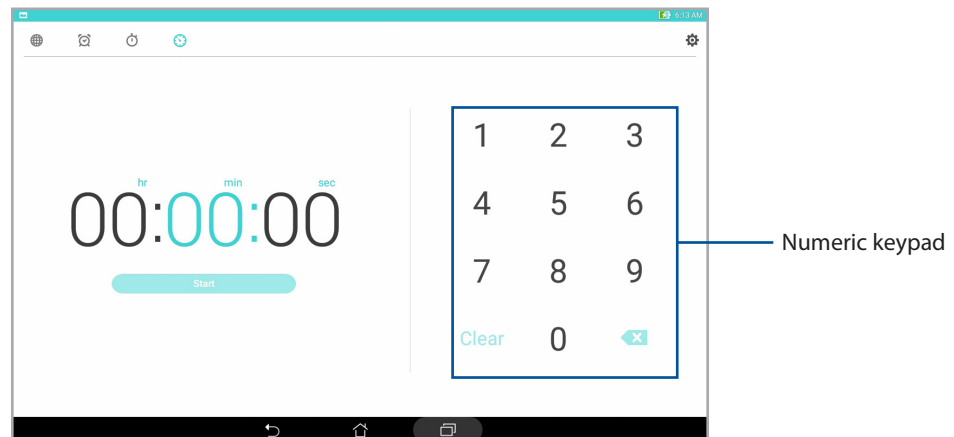 6:13 AM
hr min sec
00:00:00
Start
1 2 3
4 5 6
7 8 9
Clear 0
Numeric keypad